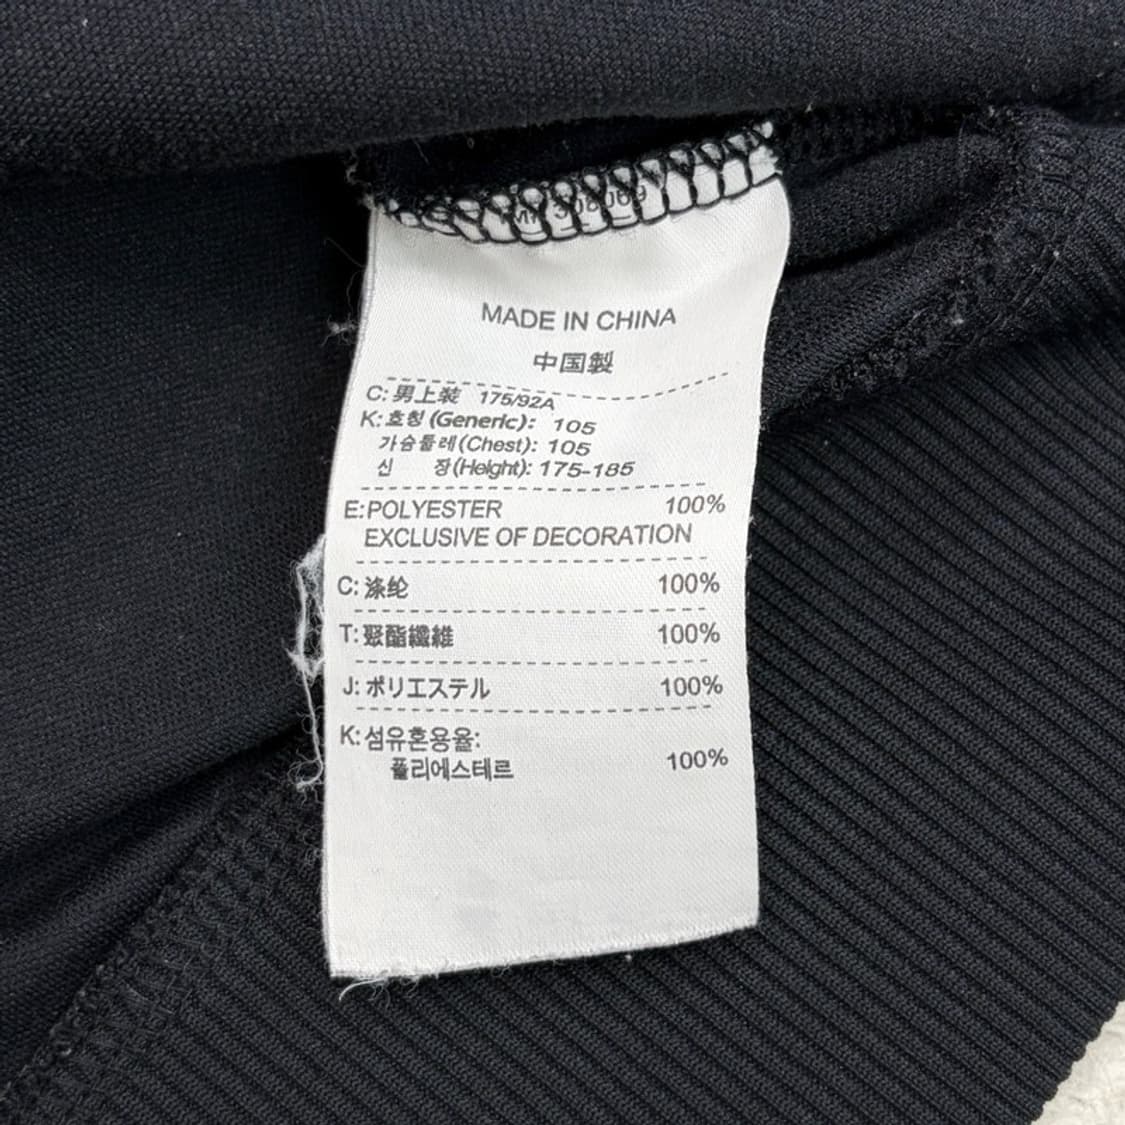 MADE IN CHINA
中国製
C: 男上装 175/92A
K: 호칭 (Generic): 105
가슴둘레(Chest): 105
신 장(Height): 175-185
E: POLYESTER 100%
EXCLUSIVE OF DECORATION
C: 涤纶 100%
T: 聚酯纖維 100%
J: ポリエステル 100%
K: 섬유혼용율:
폴리에스테르 100%